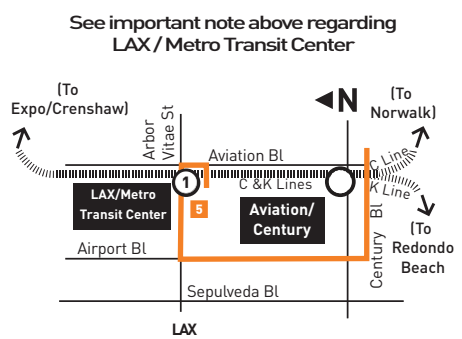 See important note above regarding
LAX / Metro Transit Center
(To
Expo/Crenshaw)
Arbor
Vitae St
N
(To
Norwalk)
Aviation Bl
C Line
1
C &K Lines
K Line
LAX/Metro
Transit Center
5
Aviation/
Century
Century Bl
(To
Redondo
Beach
Airport Bl
Sepulveda Bl
LAX